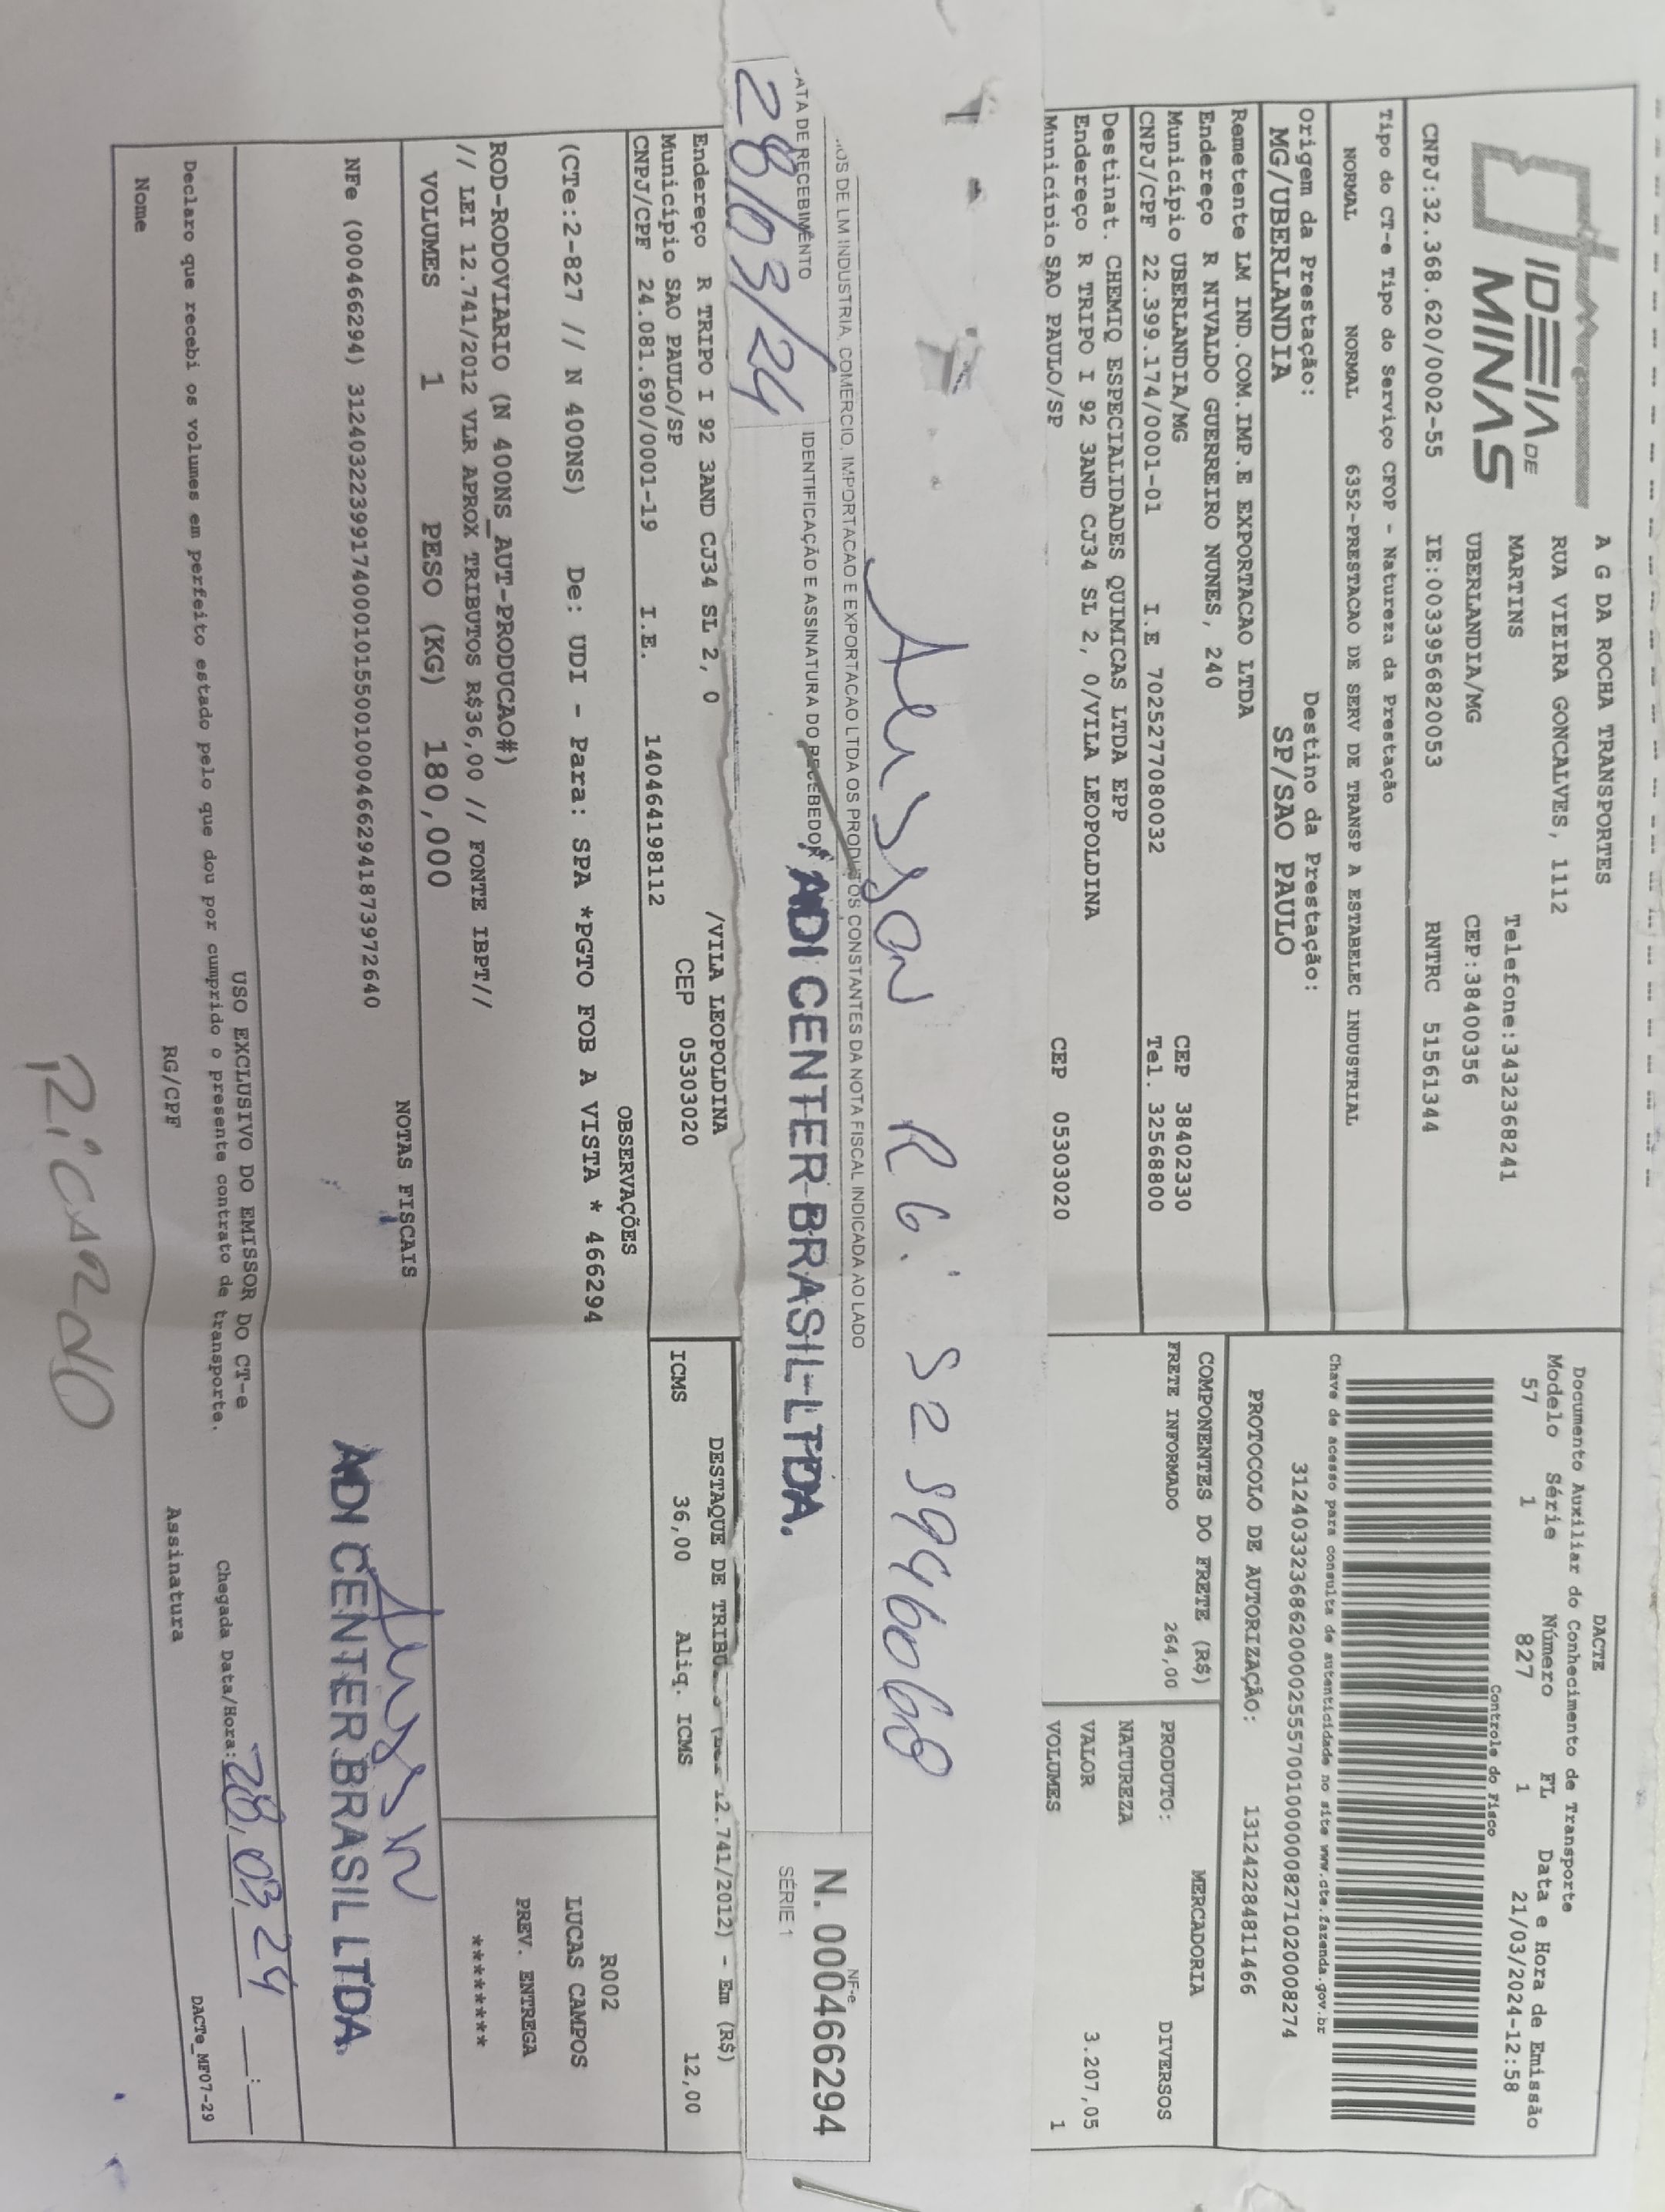 IDEIA DE
MINAS
A G DA ROCHA TRANSPORTES
RUA VIEIRA GONCALVES, 1112
MARTINS Telefone:3432368241
UBERLANDIA/MG CEP:38400356
CNPJ:32.368.620/0002-55 IE:0033956820053 RNTRC 51561344
Tipo do CT-e Tipo do Serviço CFOP - Natureza da Prestação
NORMAL NORMAL 6352-PRESTACAO DE SERV DE TRANSP A ESTABELEC INDUSTRIAL
Origem da Prestação: Destino da Prestação:
MG/UBERLANDIA SP/SAO PAULO
Remetente LM IND.COM.IMP.E EXPORTACAO LTDA
Endereço R NIVALDO GUERREIRO NUNES, 240
Município UBERLANDIA/MG CEP 38402330
CNPJ/CPF 22.399.174/0001-01 I.E 7025277080032 Tel. 32568800
Destinat. CHEMIQ ESPECIALIDADES QUIMICAS LTDA EPP
Endereço R TRIPO I 92 3AND CJ34 SL 2, 0/VILA LEOPOLDINA
Município SAO PAULO/SP CEP 05303020
DACTE
Documento Auxiliar do Conhecimento de Transporte
Modelo Série Número FL Data e Hora de Emissão
57 1 827 1 21/03/2024-12:58
Controle do Fisco
Chave de acesso para consulta de autenticidade no site www.cte.fazenda.gov.br
31240332368620000255570010000008271020008274
PROTOCOLO DE AUTORIZAÇÃO: 131242284811466
COMPONENTES DO FRETE (R$)
FRETE INFORMADO 264,00
MERCADORIA
PRODUTO: DIVERSOS
NATUREZA
VALOR 3.207,05
VOLUMES 1
RG. 525946068
DE LM INDUSTRIA, COMERCIO, IMPORTACAO E EXPORTACAO LTDA OS PRODUTOS CONSTANTES DA NOTA FISCAL INDICADA AO LADO
ATA DE RECEBIMENTO IDENTIFICAÇÃO E ASSINATURA DO RECEBEDOR
28/03/24
ADI CENTER BRASIL LTDA.
NF-e
N. 000466294
SÉRIE 1
Endereço R TRIPO I 92 3AND CJ34 SL 2, 0 /VILA LEOPOLDINA
Município SAO PAULO/SP CEP 05303020
CNPJ/CPF 24.081.690/0001-19 I.E. 140464198112
DESTAQUE DE 12.741/2012) - Em (R$)
ICMS 36,00 Aliq. ICMS 12,00
OBSERVAÇÕES
(CTe:2-827 // N 400NS) De: UDI - Para: SPA *PGTO FOB A VISTA * 466294
ROD-RODOVIARIO (N 400NS_AUT-PRODUCAO#)
// LEI 12.741/2012 VLR APROX TRIBUTOS R$36,00 // FONTE IBPT//
R002
LUCAS CAMPOS
PREV. ENTREGA
********
VOLUMES 1 PESO (KG) 180,000
NOTAS FISCAIS
NFe (000466294) 31240322399174000101550010004662941873972640
ADI CENTER BRASIL LTDA.
USO EXCLUSIVO DO EMISSOR DO CT-e
Declaro que recebi os volumes em perfeito estado pelo que dou por cumprido o presente contrato de transporte.
Chegada Data/Hora: 28/03/24 __:__
Nome RG/CPF Assinatura
DACTe_MF07-29
RiCARDO